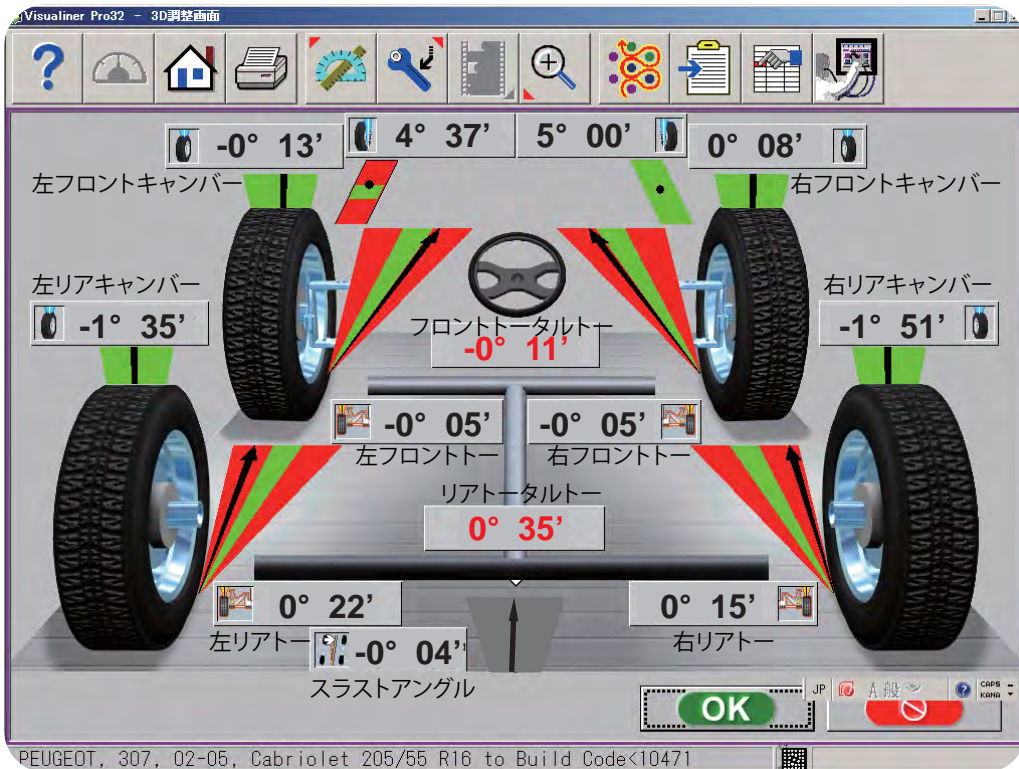 Visualiner Pro32 - 3D調整画面
-0° 13’
4° 37’
5° 00’
0° 08’
左フロントキャンバー
右フロントキャンバー
左リアキャンバー
右リアキャンバー
-1° 35’
-1° 51’
フロントトータルトー
-0° 11’
-0° 05’
-0° 05’
左フロントトー
右フロントトー
リアトータルトー
0° 35’
0° 22’
0° 15’
左リアトー
右リアトー
-0° 04’
スラストアングル
JP
A 般
CAPS
KANA
OK
PEUGEOT, 307, 02-05, Cabriolet 205/55 R16 to Build Code<10471